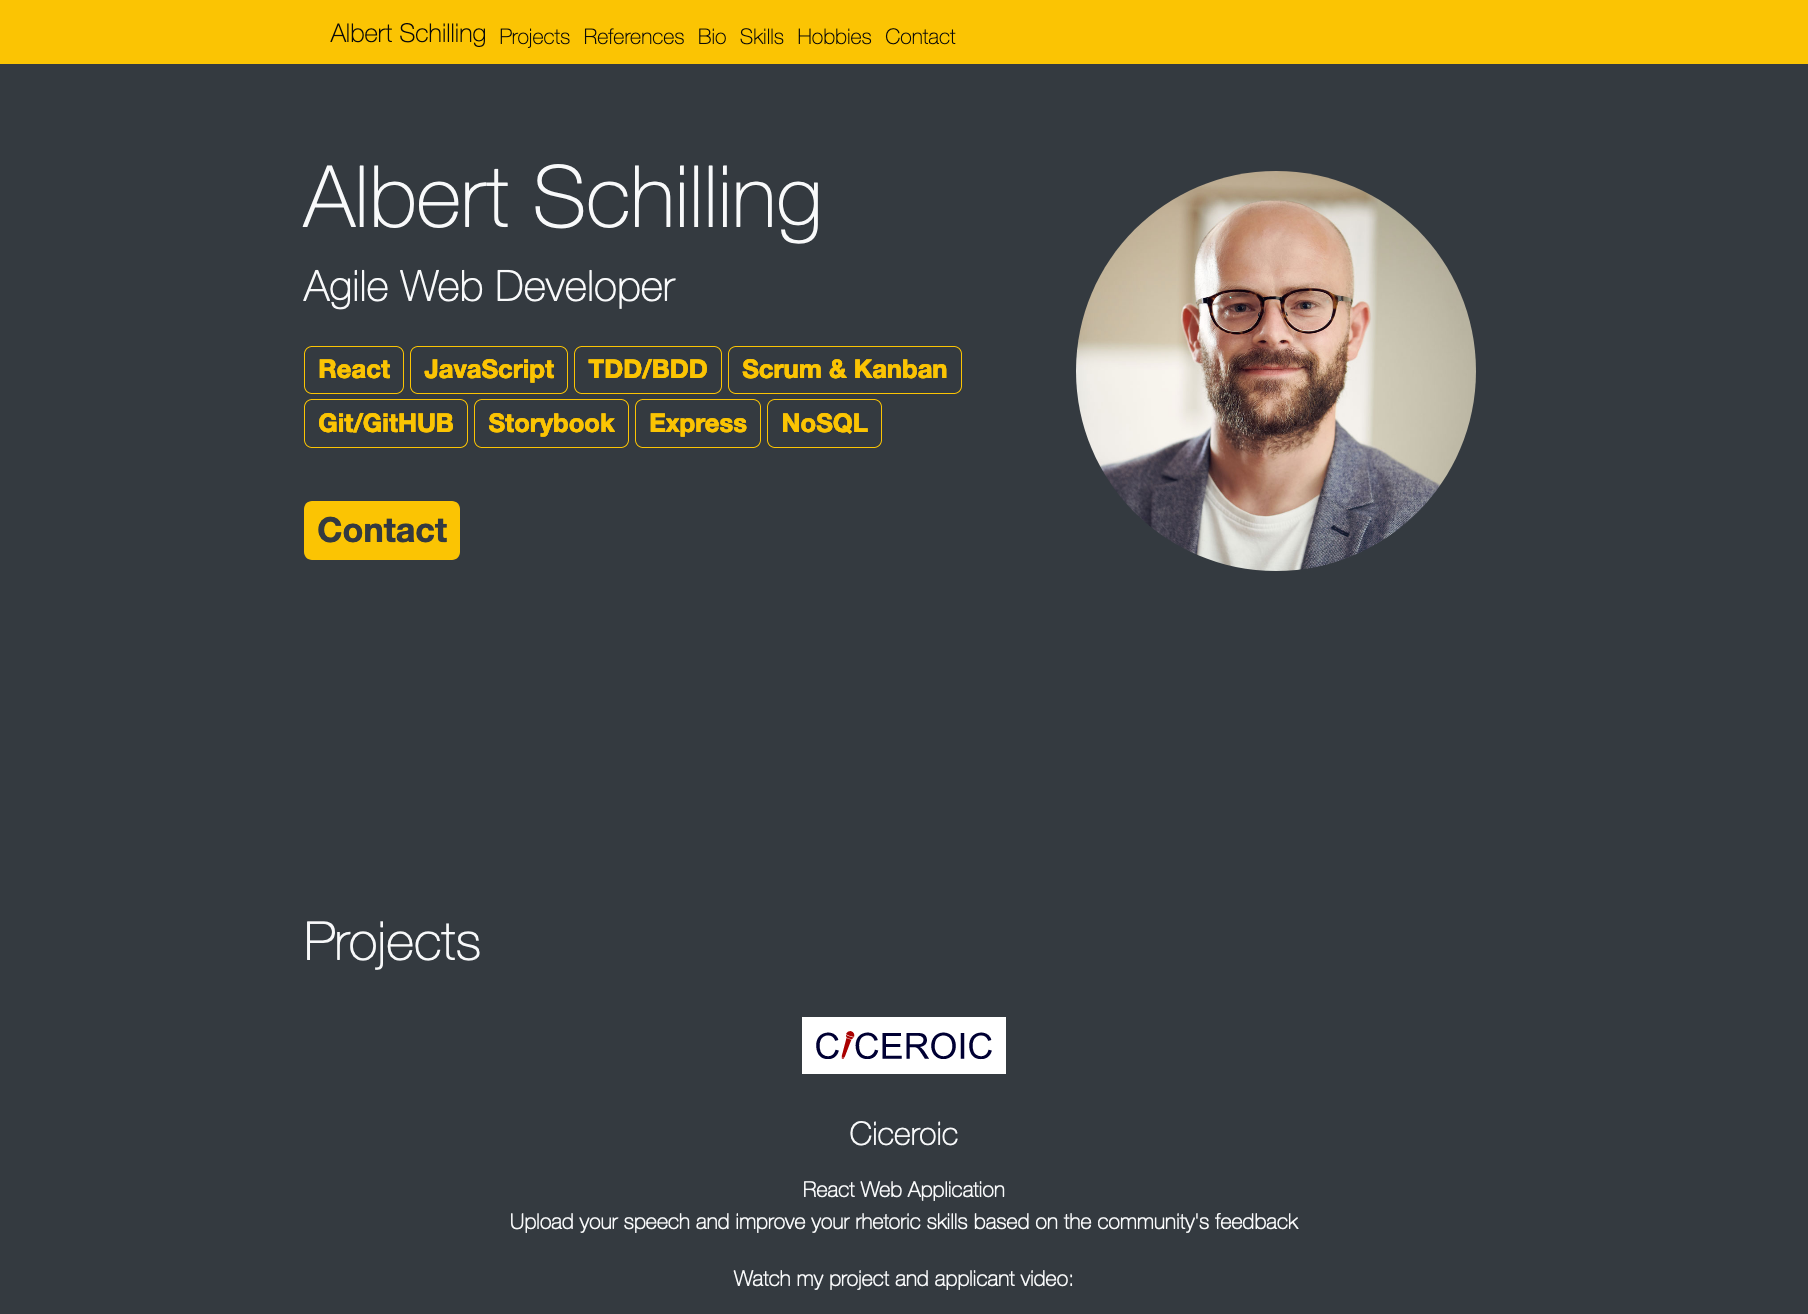 Albert Schilling Projects References Bio Skills Hobbies Contact
Albert Schilling
Agile Web Developer
React JavaScript TDD/BDD Scrum & Kanban
Git/GitHUB Storybook Express NoSQL
Contact
Projects
CICEROIC
Ciceroic
React Web Application
Upload your speech and improve your rhetoric skills based on the community's feedback
Watch my project and applicant video: